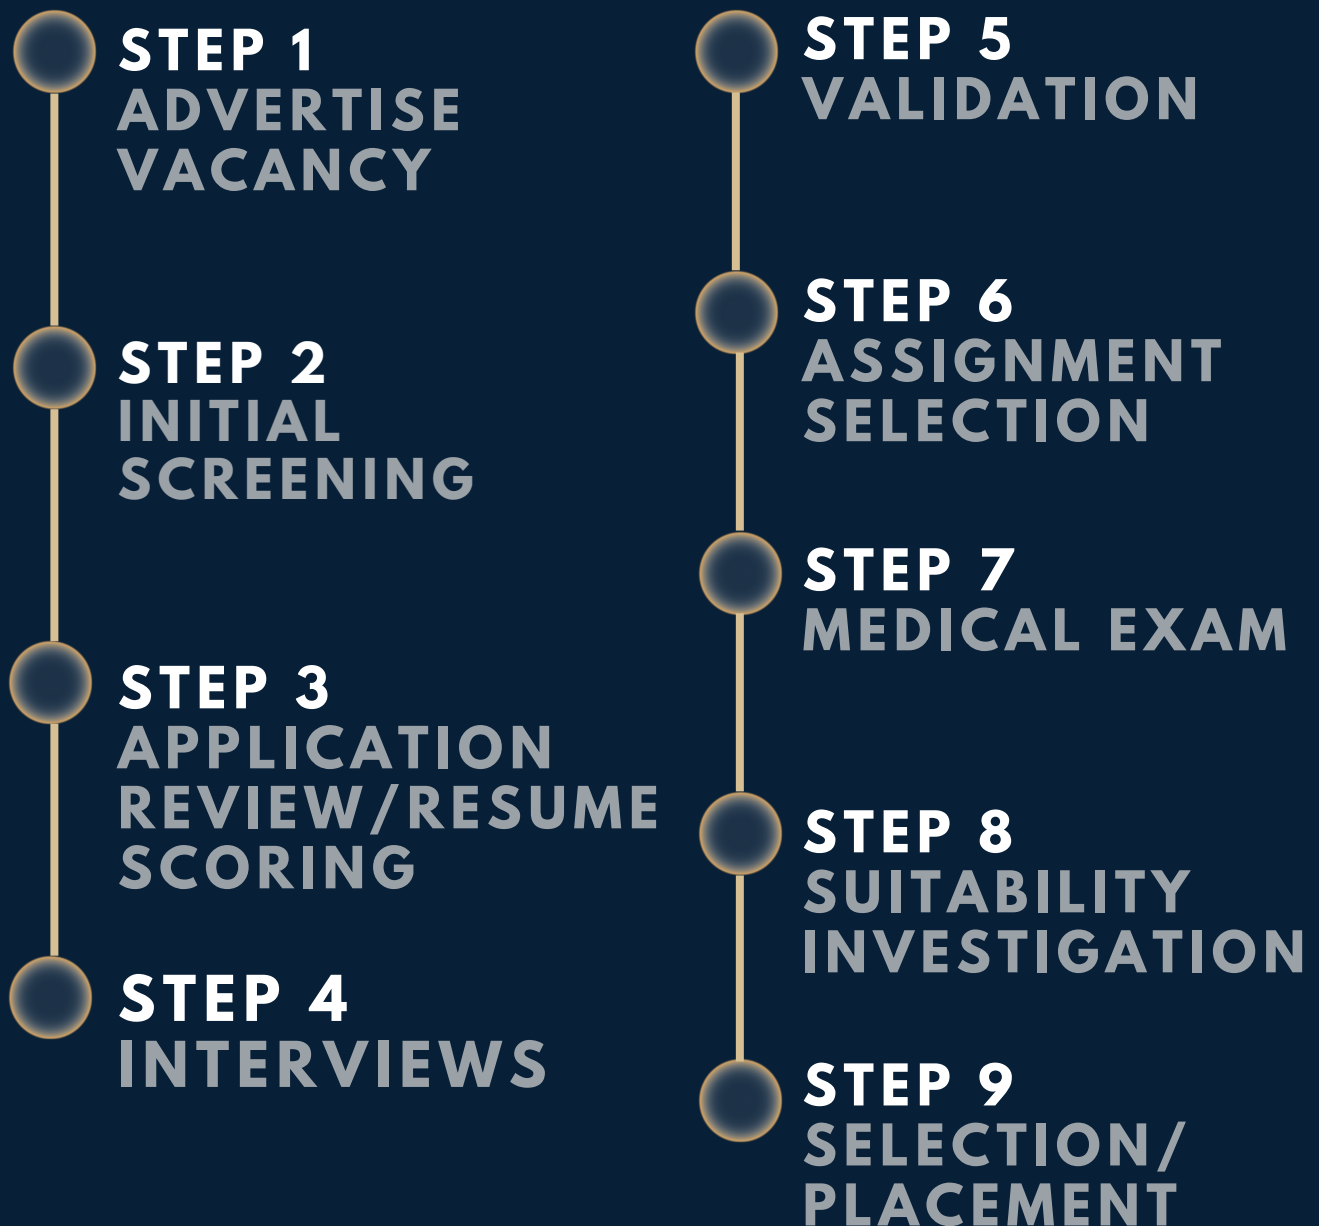 STEP 1
ADVERTISE
VACANCY
STEP 2
INITIAL
SCREENING
STEP 3
APPLICATION
REVIEW/RESUME
SCORING
STEP 4
INTERVIEWS
STEP 5
VALIDATION
STEP 6
ASSIGNMENT
SELECTION
STEP 7
MEDICAL EXAM
STEP 8
SUITABILITY
INVESTIGATION
STEP 9
SELECTION/
PLACEMENT